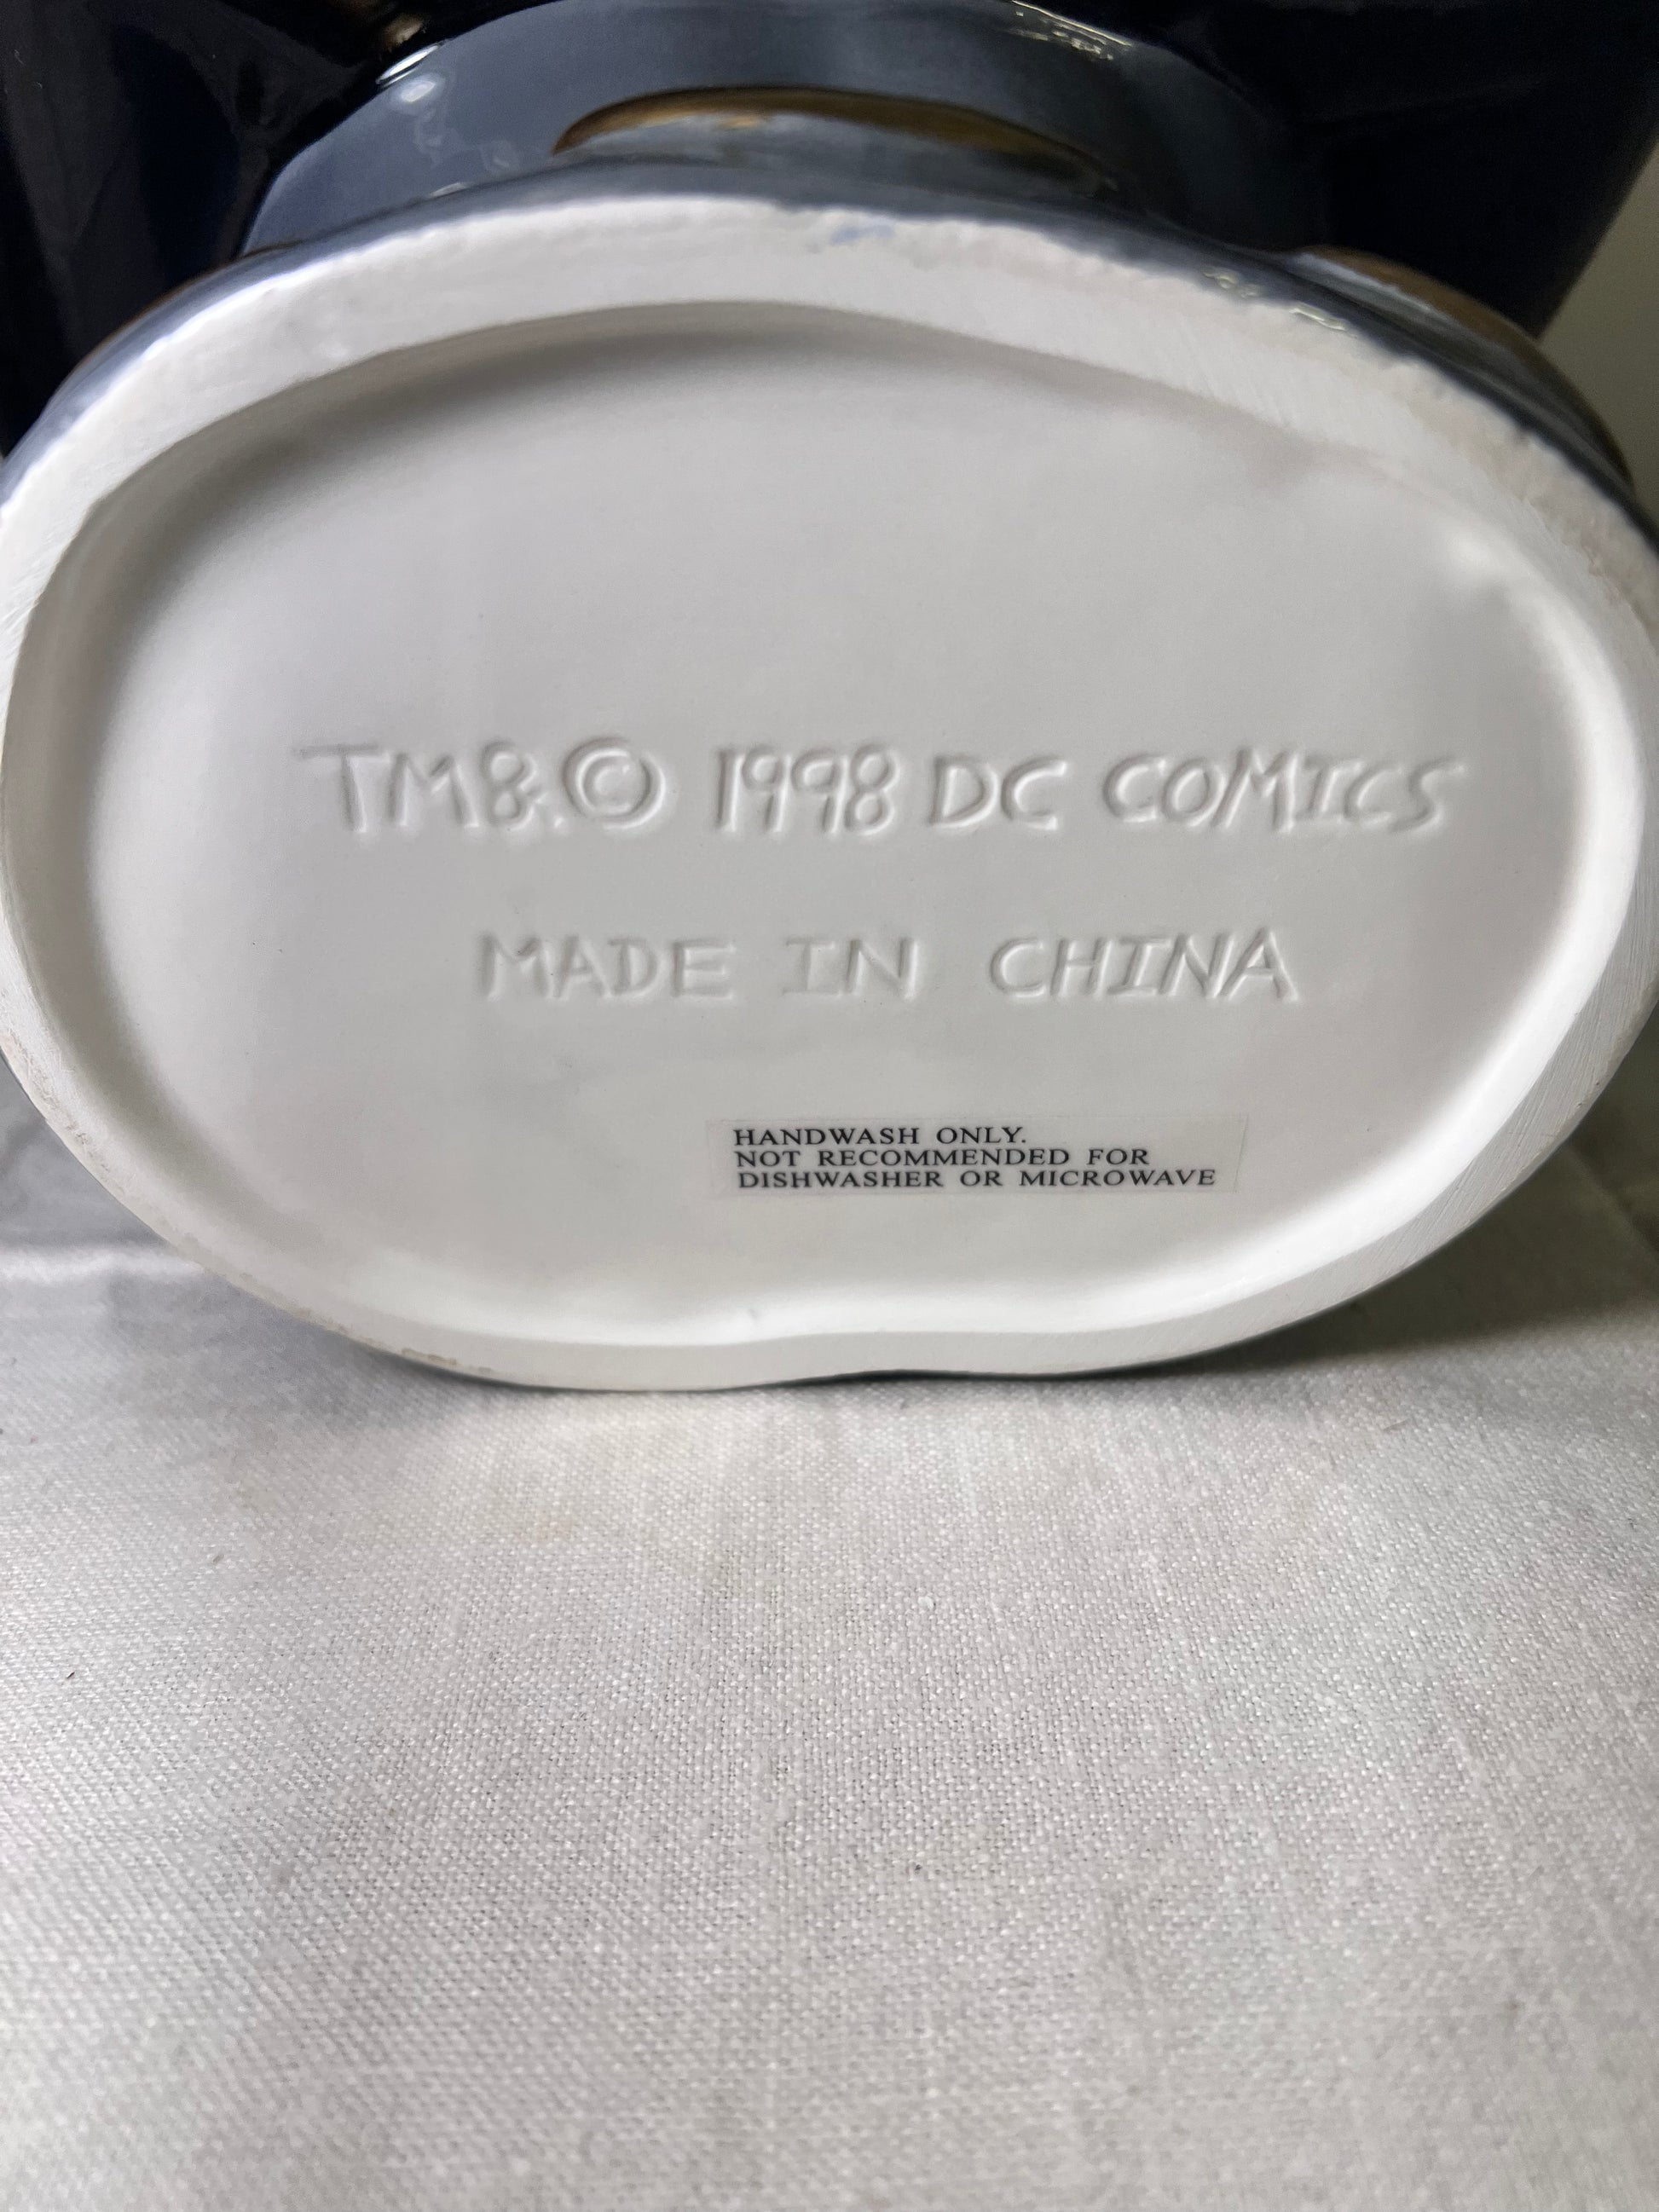 TM&© 1998 DC COMICS
MADE IN CHINA
HANDWASH ONLY.
NOT RECOMMENDED FOR
DISHWASHER OR MICROWAVE